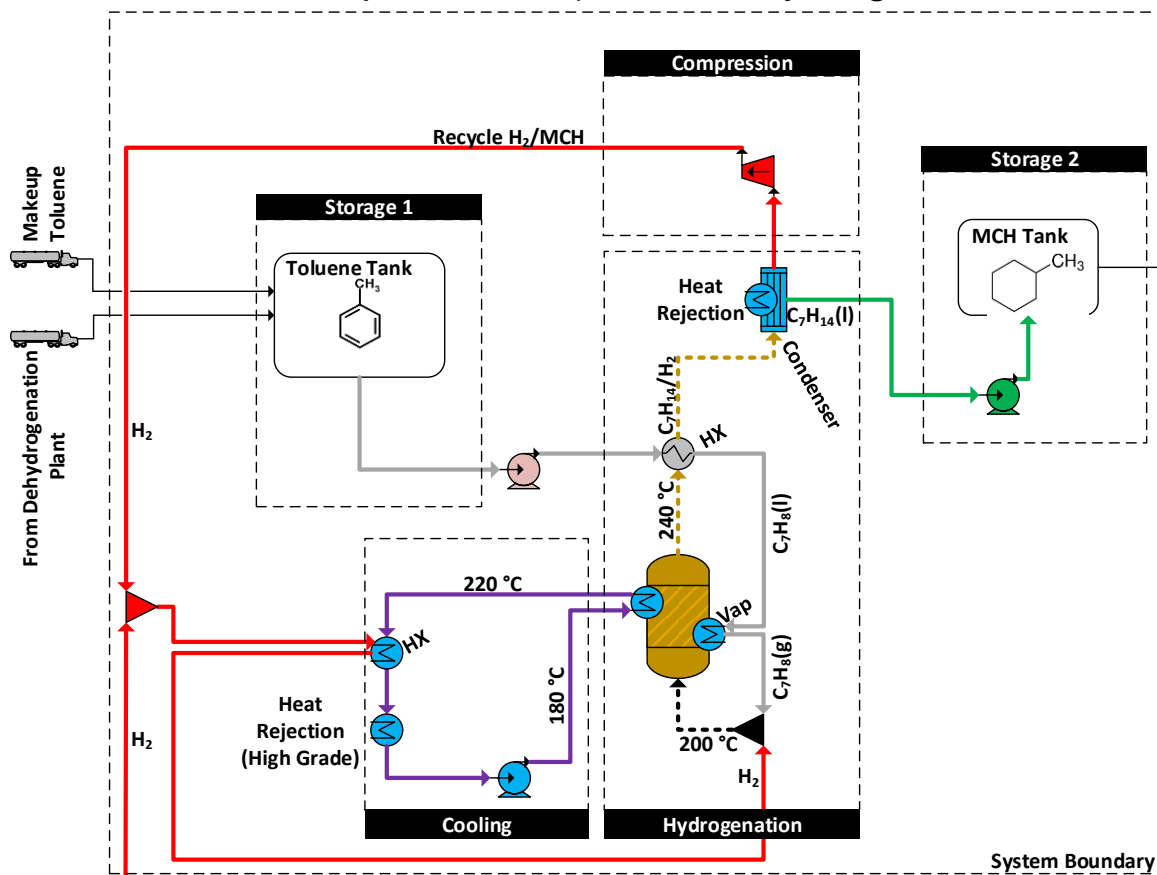 Compression
Recycle H2/MCH
Storage 2
Makeup
Toluene
Storage 1
MCH Tank
CH3
Toluene Tank
CH3
Heat
Rejection
C7H14(l)
Condenser
C7H14/H2
From Dehydrogenation
Plant
H2
HX
240 °C
C7H8(l)
220 °C
Vap
HX
180 °C
C7H8(g)
Heat
Rejection
(High Grade)
H2
200 °C
H2
Cooling
Hydrogenation
System Boundary